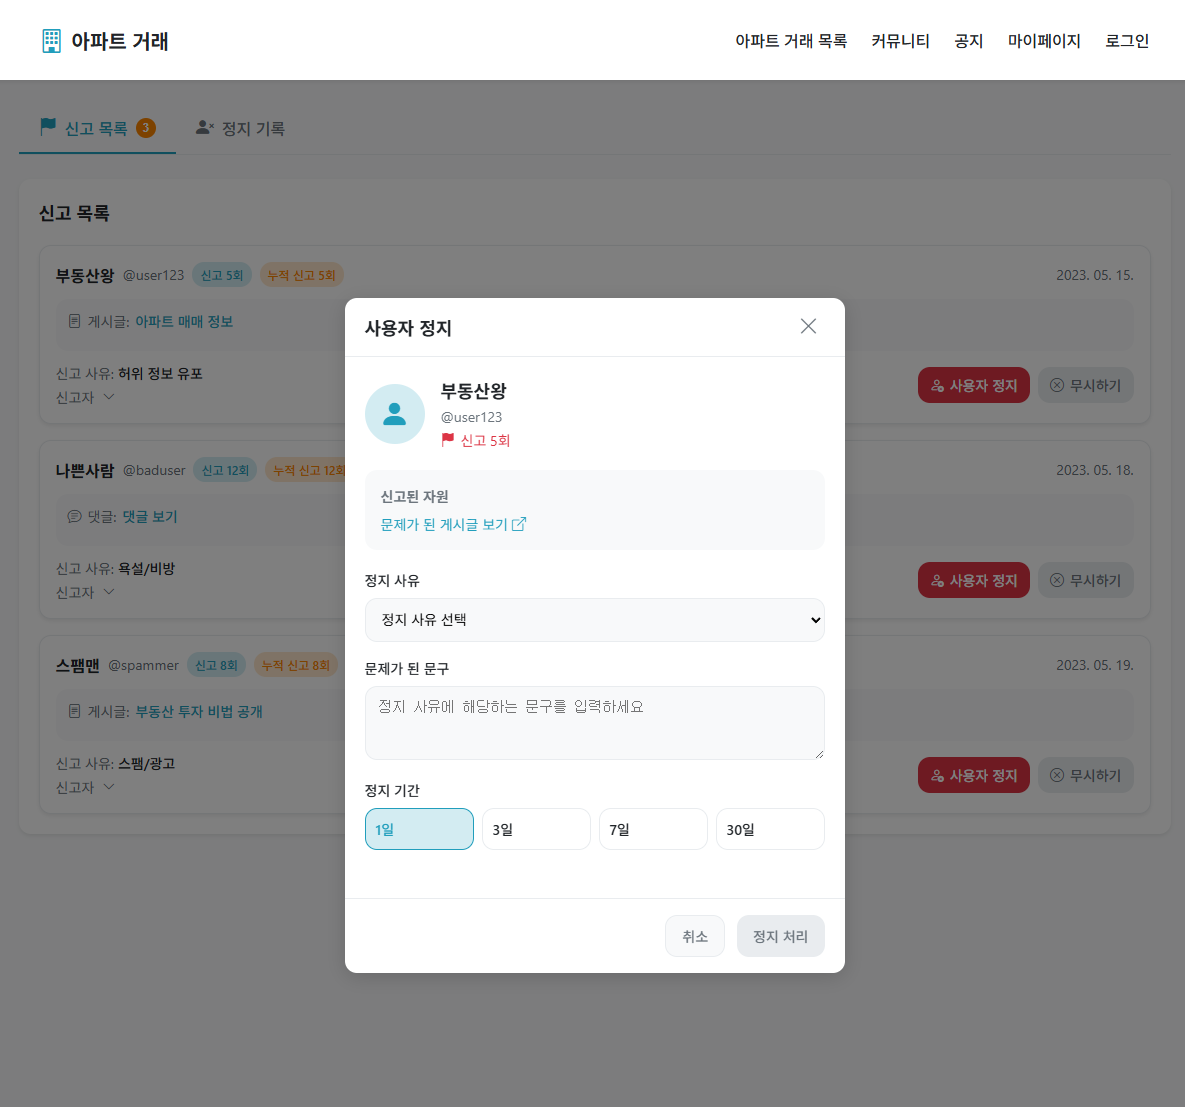 아파트 거래
아파트 거래 목록 커뮤니티 공지 마이페이지 로그인
신고 목록 3 정지 기록
신고 목록
부동산왕 @user123 신고 5회 누적 신고 5회 2023. 05. 15.
게시글: 아파트 매매 정보
신고 사유: 허위 정보 유포
신고자
사용자 정지 무시하기
나쁜사람 @baduser 신고 12회 누적 신고 12회 2023. 05. 18.
댓글: 댓글 보기
신고 사유: 욕설/비방
신고자
사용자 정지 무시하기
스팸맨 @spammer 신고 8회 누적 신고 8회 2023. 05. 19.
게시글: 부동산 투자 비법 공개
신고 사유: 스팸/광고
신고자
사용자 정지 무시하기
사용자 정지
부동산왕
@user123
신고 5회
신고된 자원
문제가 된 게시글 보기
정지 사유
정지 사유 선택
문제가 된 문구
정지 사유에 해당하는 문구를 입력하세요
정지 기간
1일 3일 7일 30일
취소 정지 처리